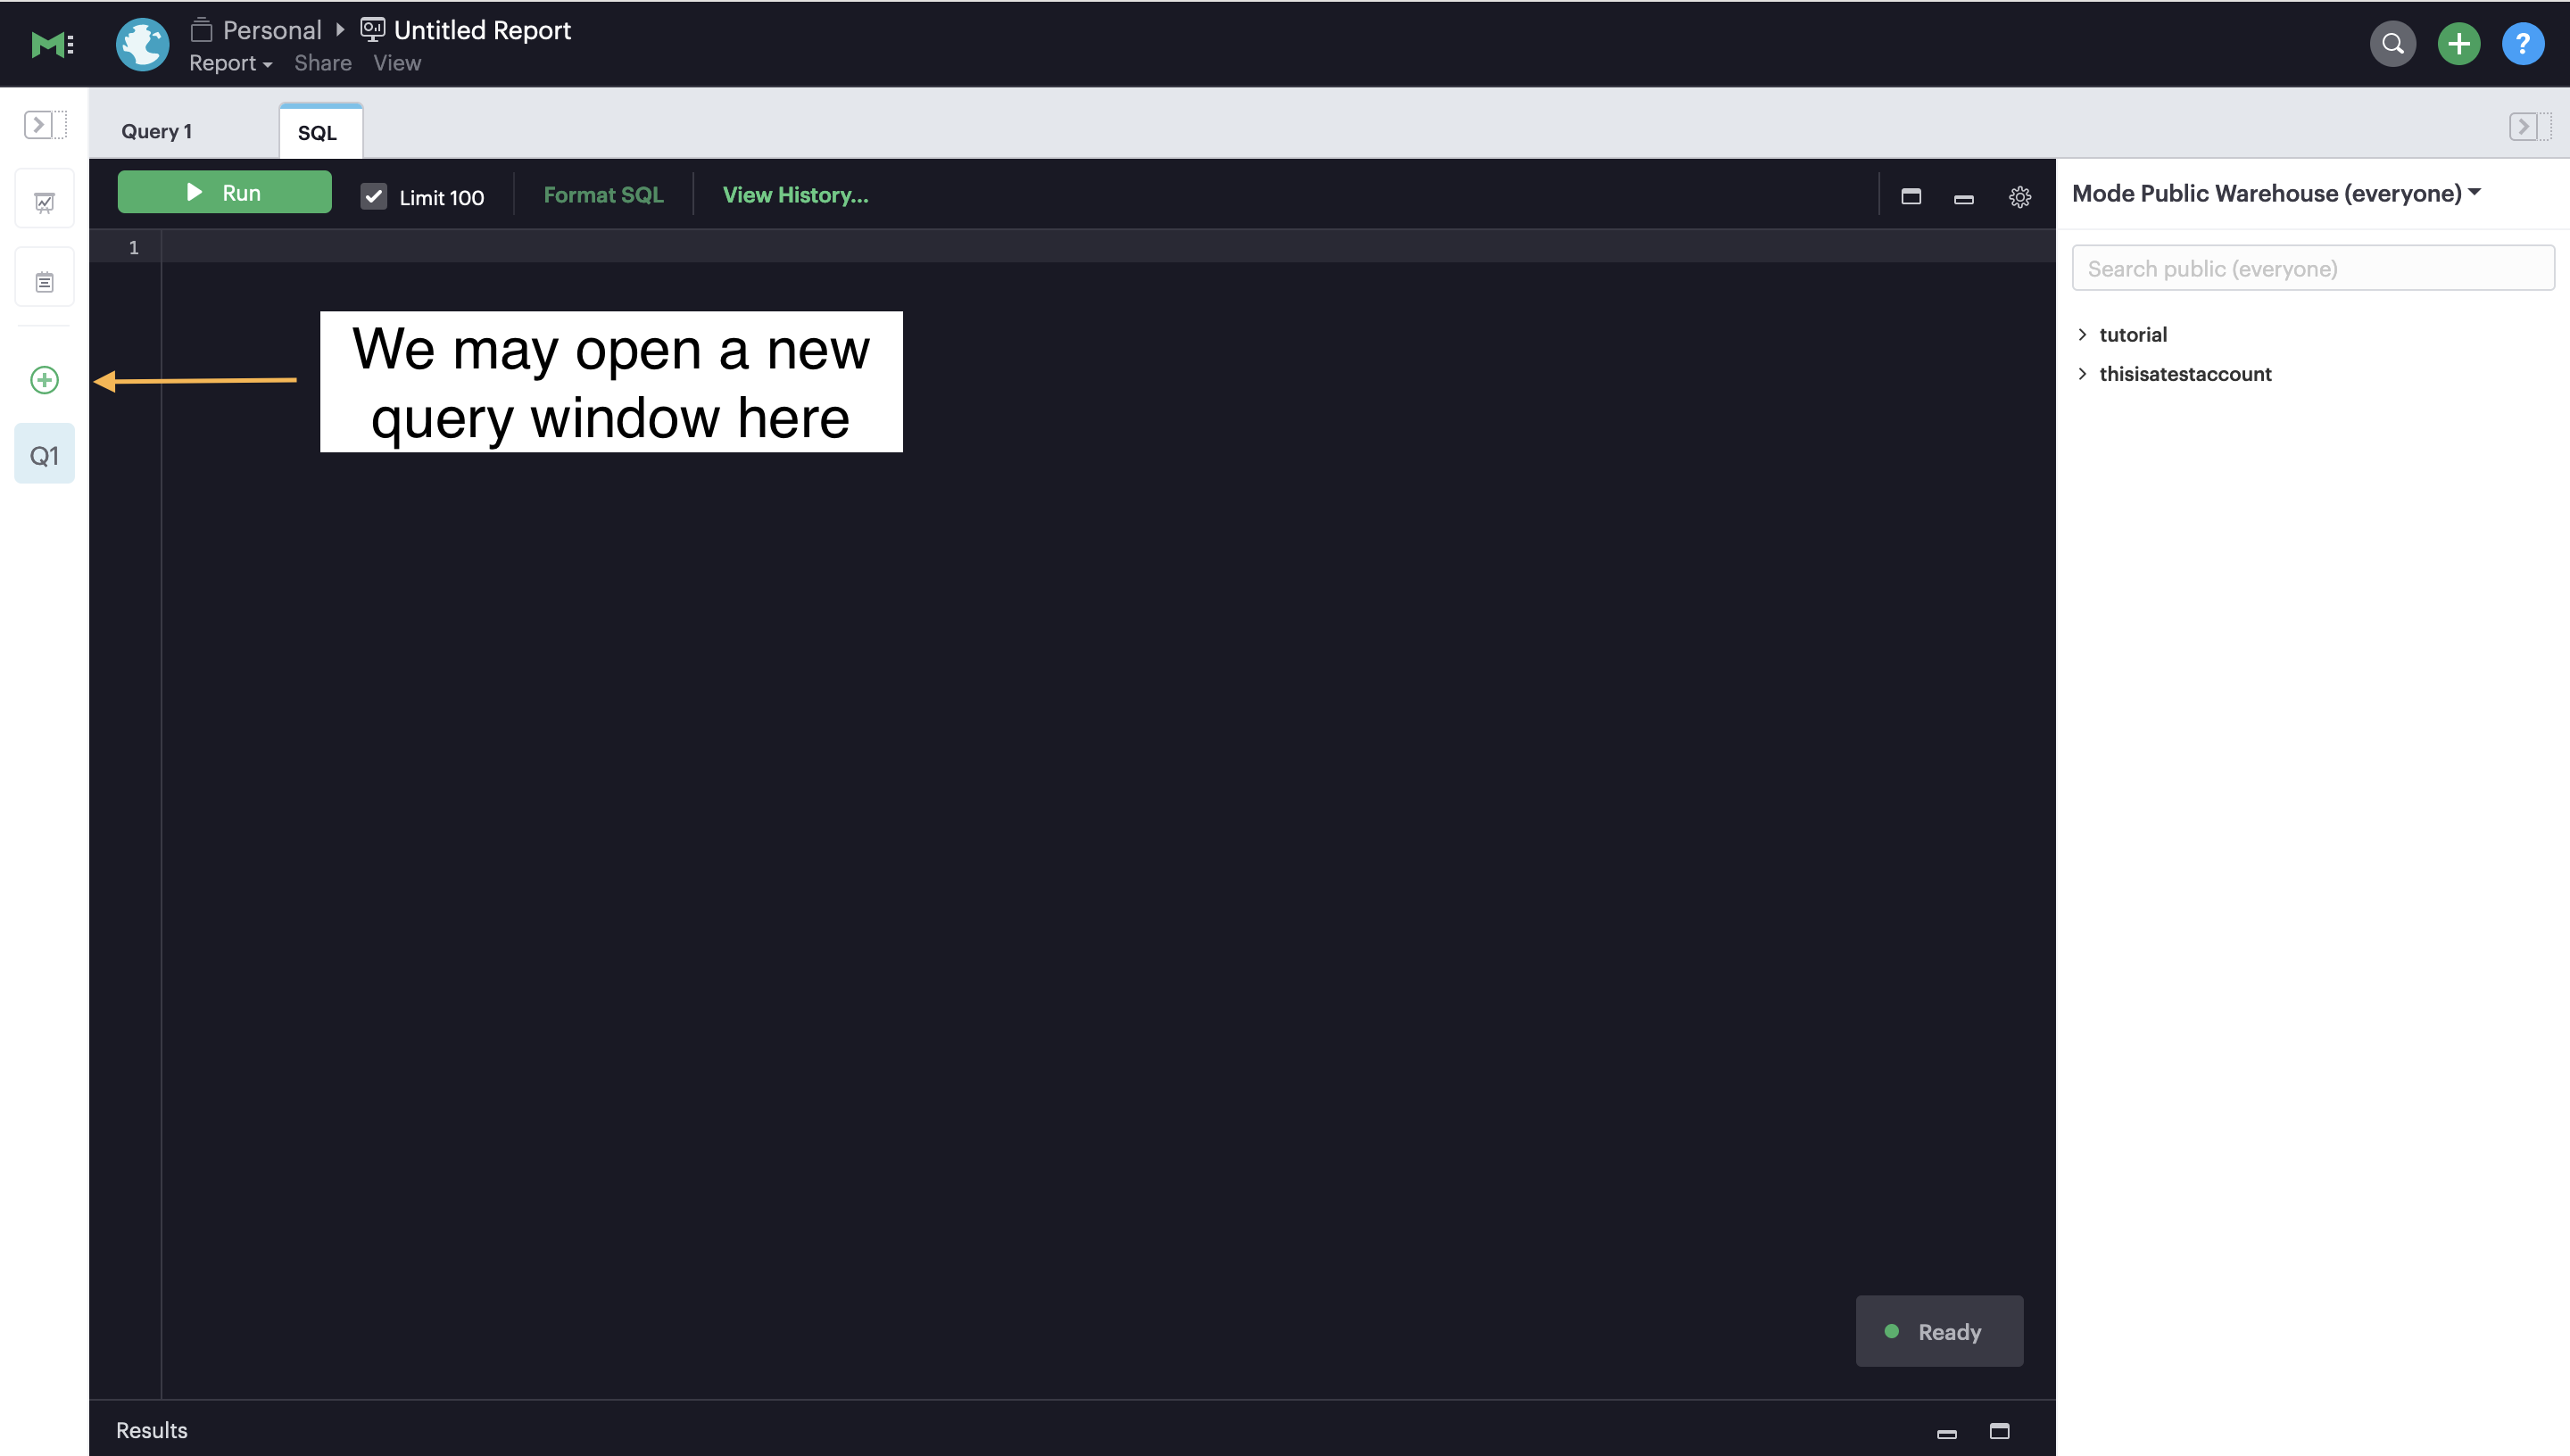 Personal Untitled Report
Report Share View
?
Query 1 SQL
Run Limit 100 Format SQL View History...
Mode Public Warehouse (everyone)
1
Search public (everyone)
tutorial
thisisatestaccount
We may open a new
query window here
Q1
Ready
Results